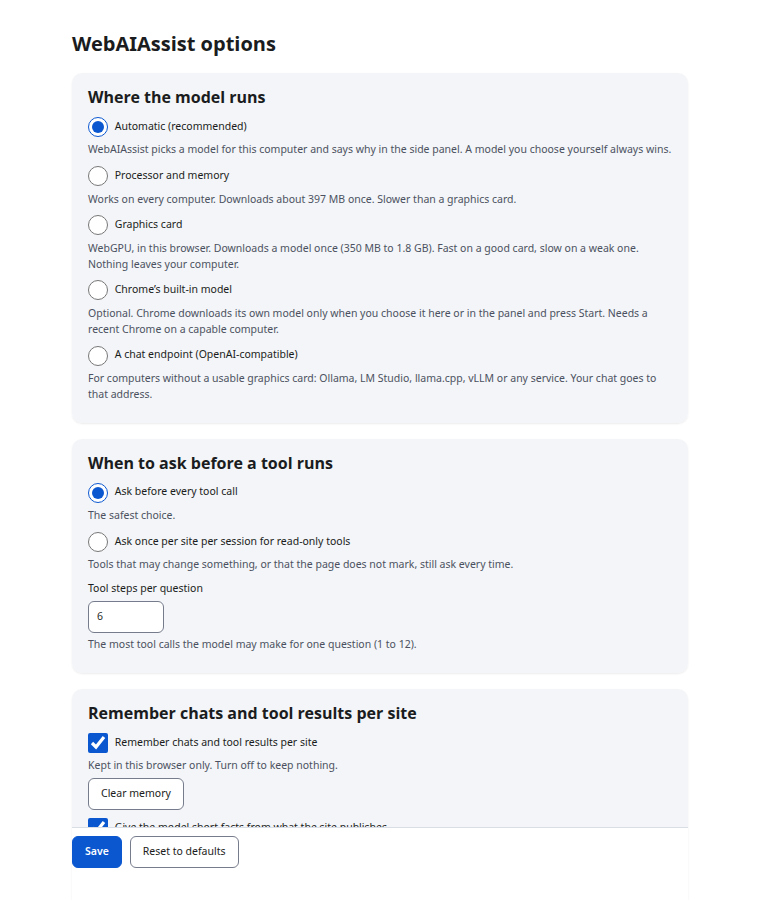 WebAIAssist options
Where the model runs
Automatic (recommended)
WebAIAssist picks a model for this computer and says why in the side panel. A model you choose yourself always wins.
Processor and memory
Works on every computer. Downloads about 397 MB once. Slower than a graphics card.
Graphics card
WebGPU, in this browser. Downloads a model once (350 MB to 1.8 GB). Fast on a good card, slow on a weak one.
Nothing leaves your computer.
Chrome’s built-in model
Optional. Chrome downloads its own model only when you choose it here or in the panel and press Start. Needs a
recent Chrome on a capable computer.
A chat endpoint (OpenAI-compatible)
For computers without a usable graphics card: Ollama, LM Studio, llama.cpp, vLLM or any service. Your chat goes to
that address.
When to ask before a tool runs
Ask before every tool call
The safest choice.
Ask once per site per session for read-only tools
Tools that may change something, or that the page does not mark, still ask every time.
Tool steps per question
6
The most tool calls the model may make for one question (1 to 12).
Remember chats and tool results per site
Remember chats and tool results per site
Kept in this browser only. Turn off to keep nothing.
Clear memory
Give the model short facts from what the site publishes
Save
Reset to defaults